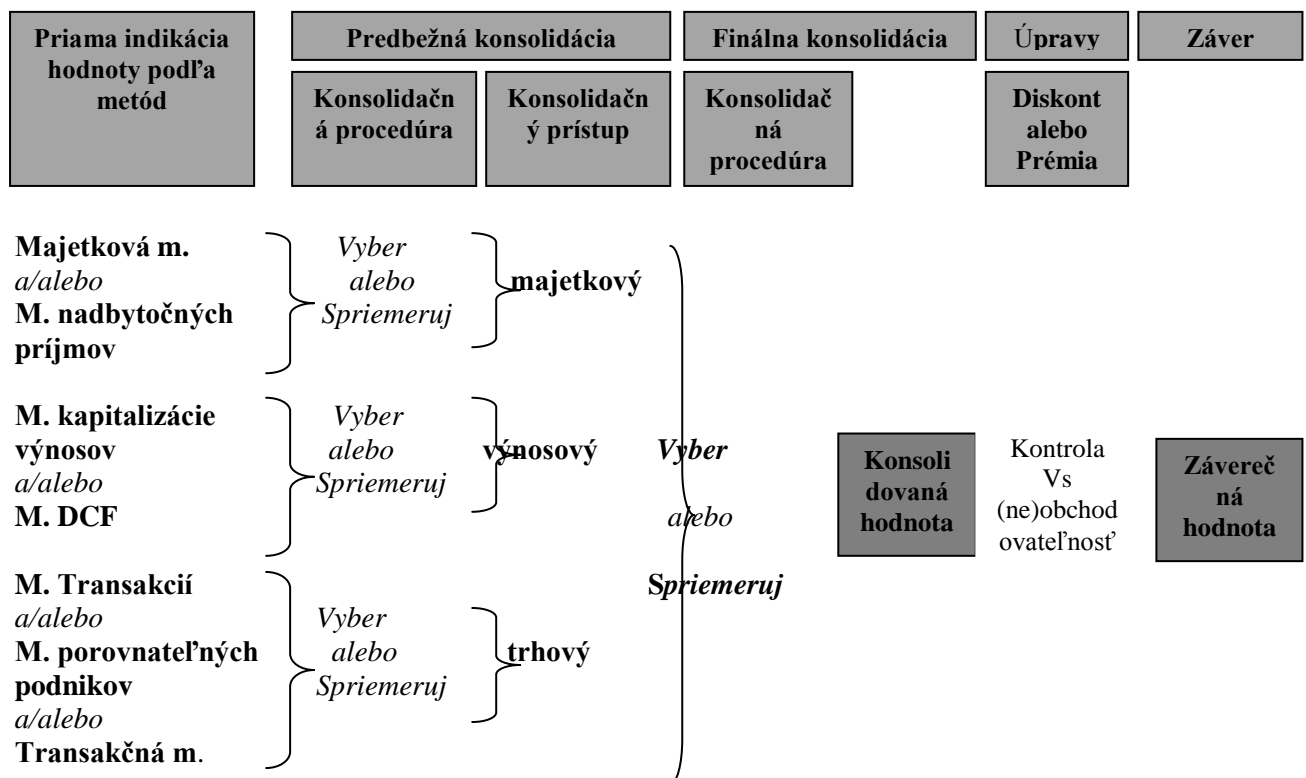 Priama indikácia
hodnoty podľa
metód
Predbežná konsolidácia
Finálna konsolidácia
Úpravy
Záver
Konsolidačn
á procedúra
Konsolidačn
ý prístup
Konsolidač
ná
procedúra
Diskont
alebo
Prémia
Majetková m.
a/alebo
M. nadbytočných
príjmov
Vyber
alebo
Spriemeruj
majetkový
M. kapitalizácie
výnosov
a/alebo
M. DCF
Vyber
alebo
Spriemeruj
výnosový
M. Transakcií
a/alebo
M. porovnateľných
podnikov
a/alebo
Transakčná m.
Vyber
alebo
Spriemeruj
trhový
Vyber
alebo
Spriemeruj
Konsoli
dovaná
hodnota
Kontrola
Vs
(ne)obchod
ovateľnosť
Závereč
ná
hodnota